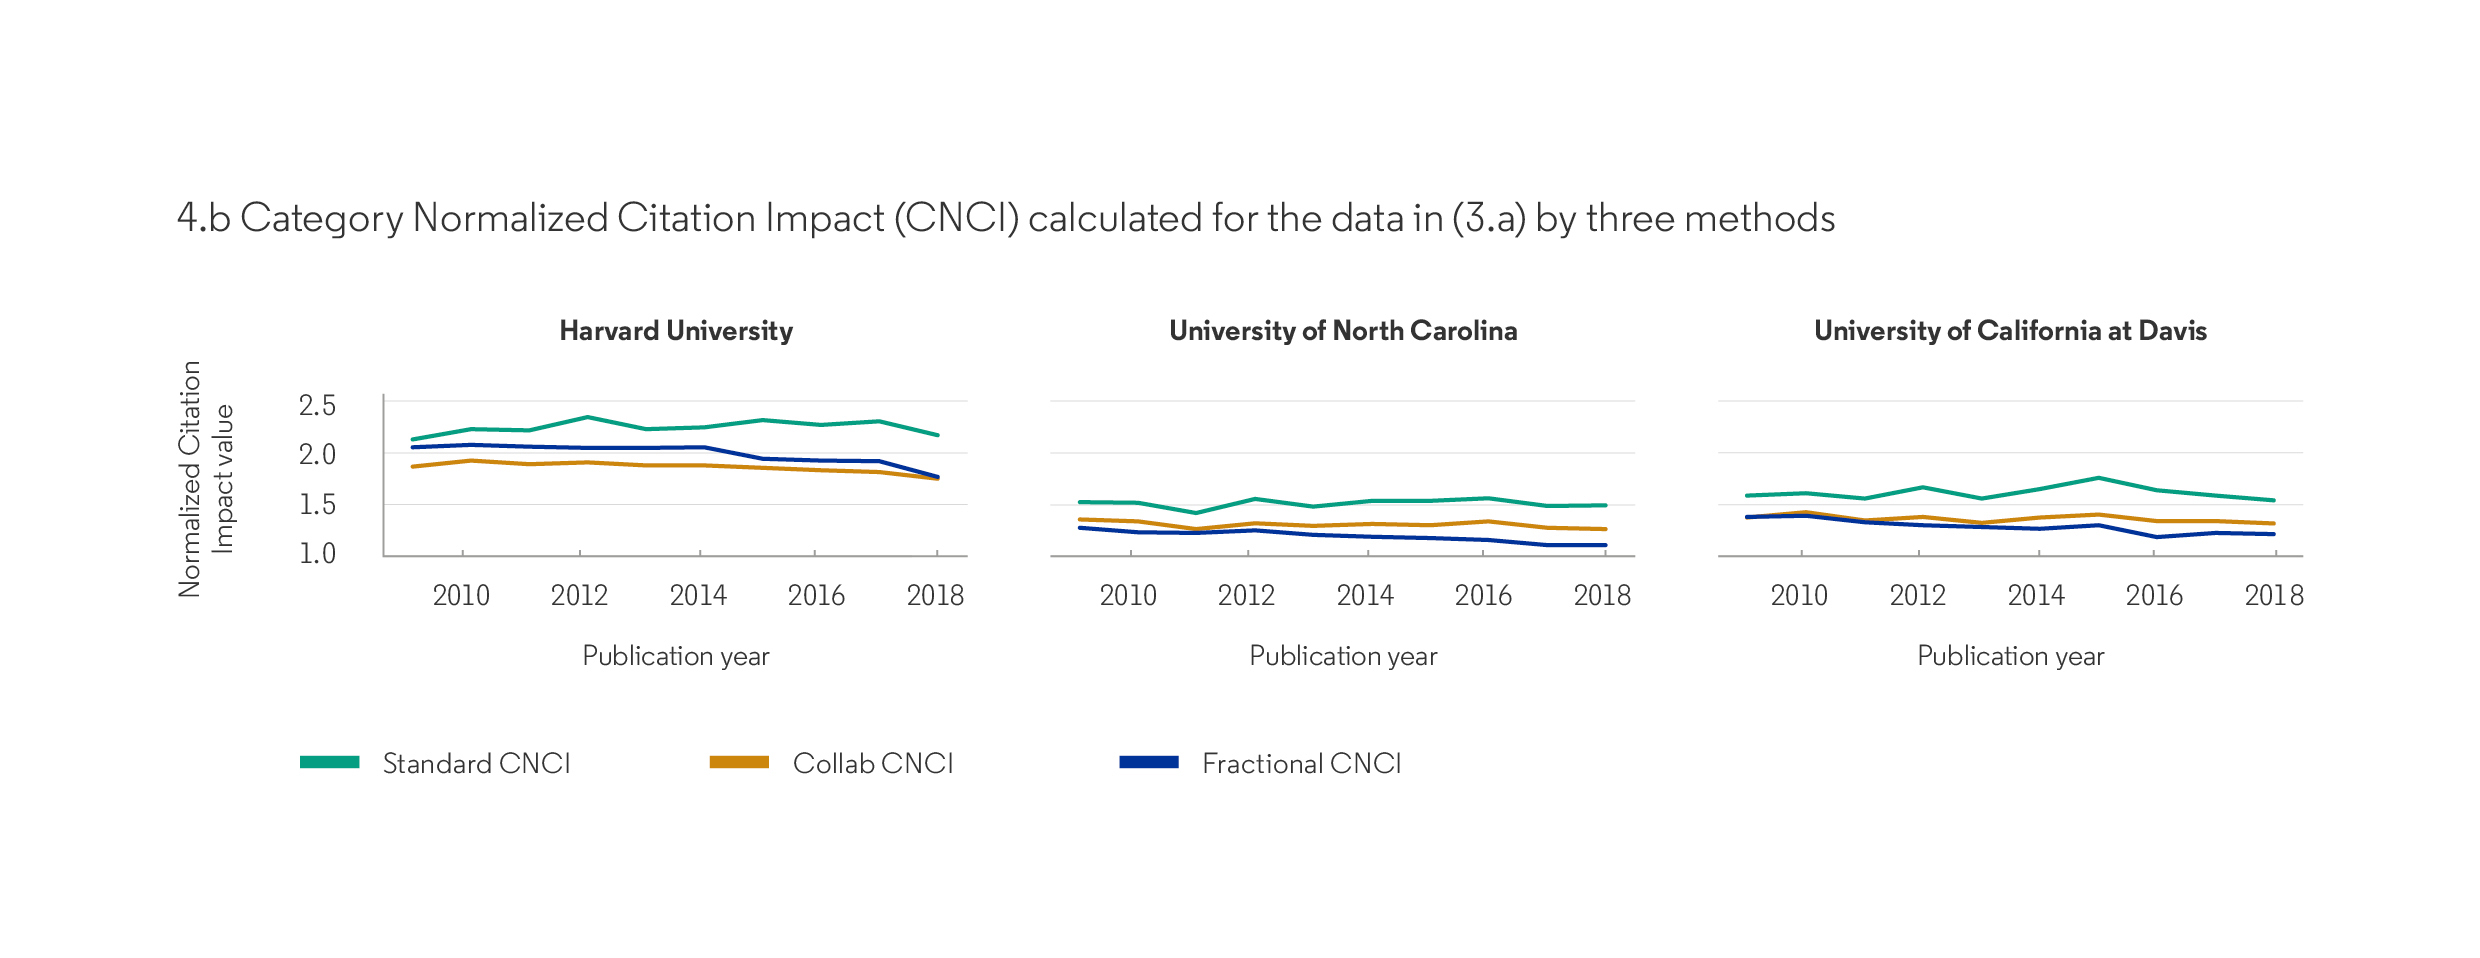 4.b Category Normalized Citation Impact (CNCI) calculated for the data in (3.a) by three methods
Harvard University
University of North Carolina
University of California at Davis
Normalized Citation
Impact value
2.5
2.0
1.5
1.0
2010 2012 2014 2016 2018
2010 2012 2014 2016 2018
2010 2012 2014 2016 2018
Publication year
Publication year
Publication year
Standard CNCI
Collab CNCI
Fractional CNCI